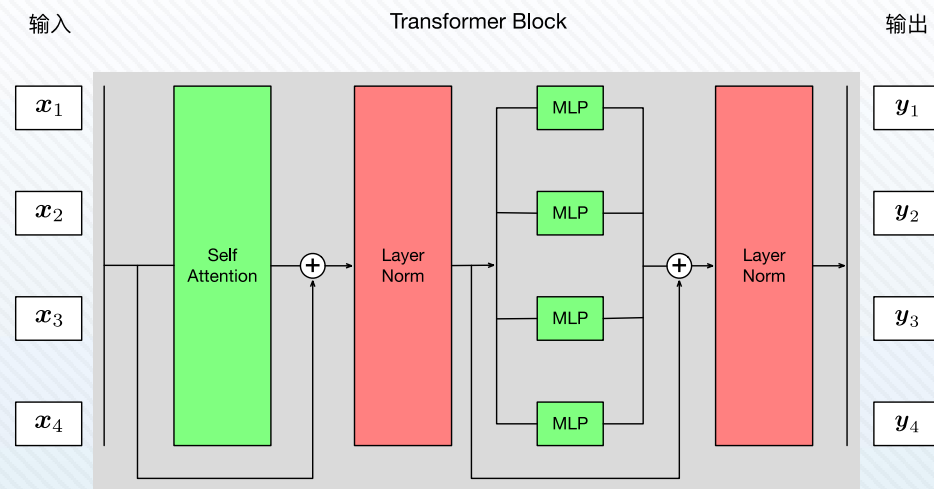 输入
Transformer Block
输出
x1
x2
x3
x4
Self
Attention
+
Layer
Norm
MLP
MLP
MLP
MLP
+
Layer
Norm
y1
y2
y3
y4